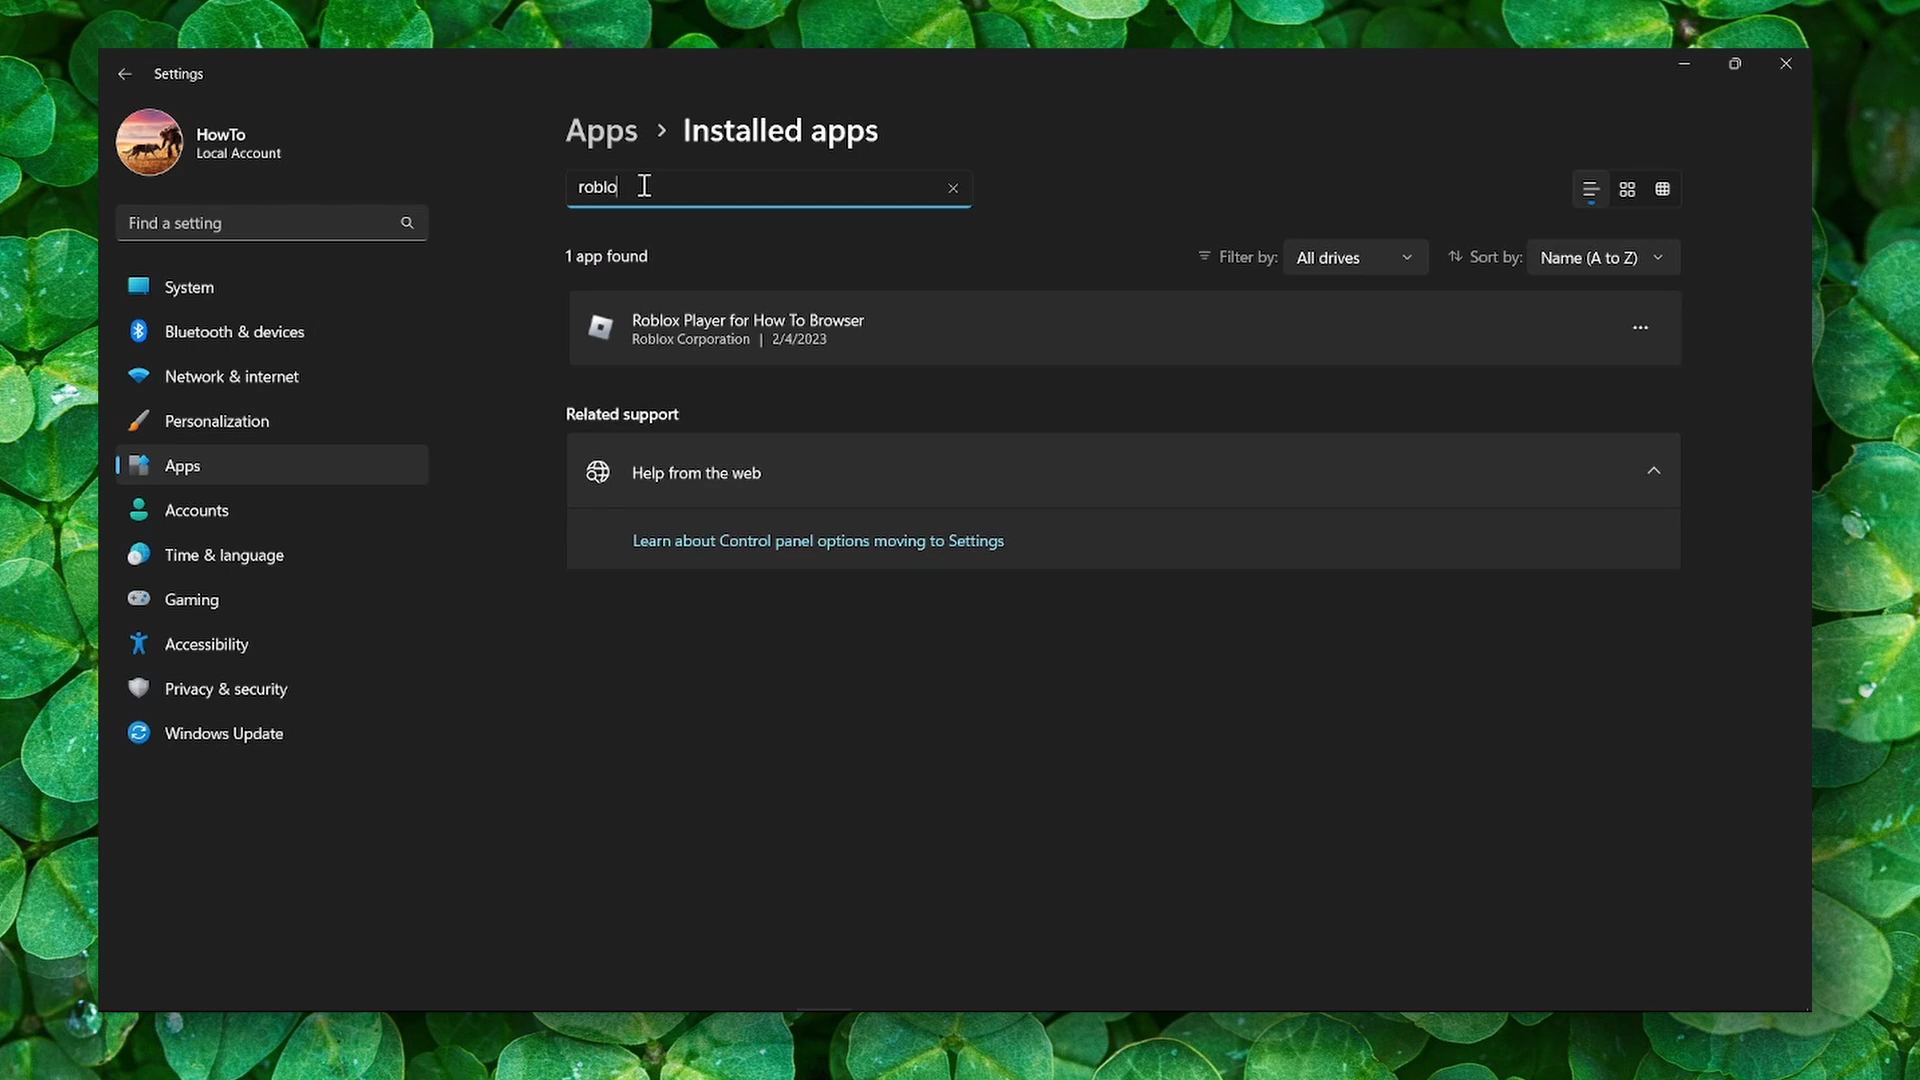 Settings
HowTo
Local Account
Find a setting
System
Bluetooth & devices
Network & internet
Personalization
Apps
Accounts
Time & language
Gaming
Accessibility
Privacy & security
Windows Update
Apps > Installed apps
roblo
1 app found
Filter by: All drives
Sort by: Name (A to Z)
Roblox Player for How To Browser
Roblox Corporation | 2/4/2023
Related support
Help from the web
Learn about Control panel options moving to Settings